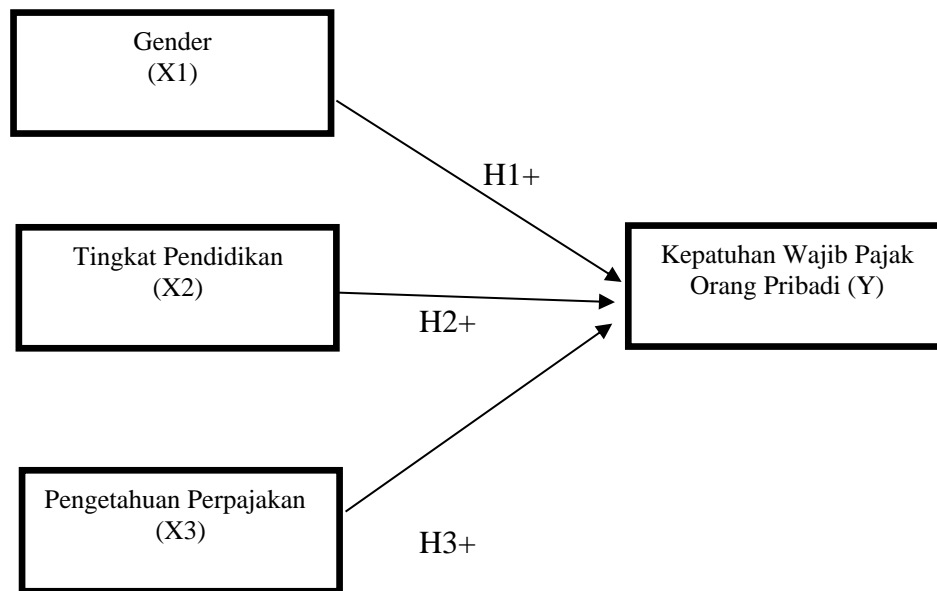 Gender
(X1)
H1+
Tingkat Pendidikan
(X2)
H2+
Kepatuhan Wajib Pajak
Orang Pribadi (Y)
Pengetahuan Perpajakan
(X3)
H3+